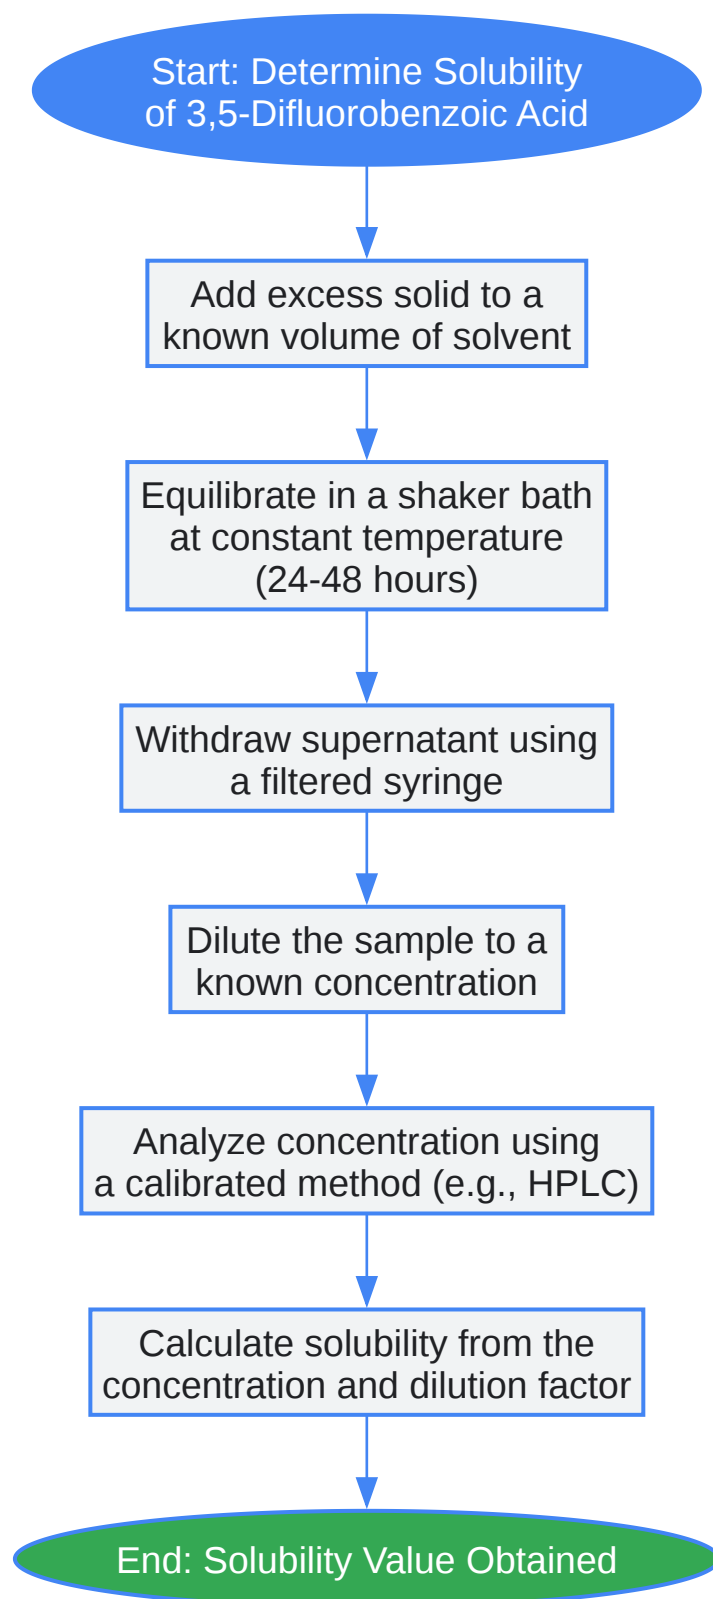 Start: Determine Solubility
of 3,5-Difluorobenzoic Acid
Add excess solid to a
known volume of solvent
Equilibrate in a shaker bath
at constant temperature
(24-48 hours)
Withdraw supernatant using
a filtered syringe
Dilute the sample to a
known concentration
Analyze concentration using
a calibrated method (e.g., HPLC)
Calculate solubility from the
concentration and dilution factor
End: Solubility Value Obtained